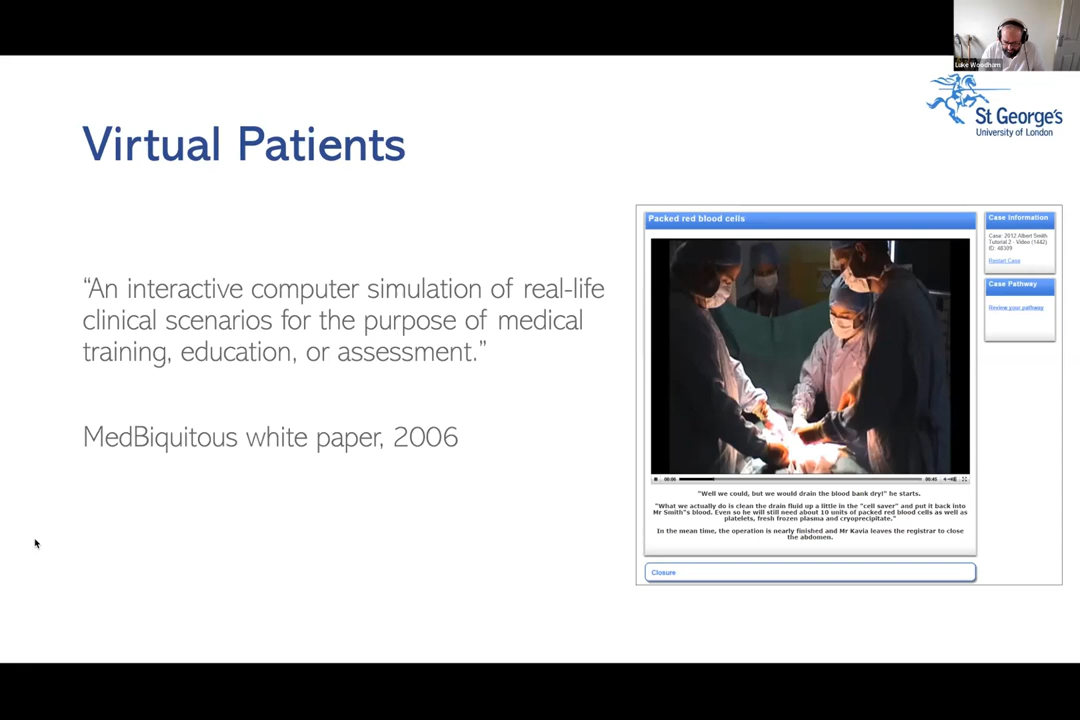 Luke Woodham
St George's
University of London
Virtual Patients
“An interactive computer simulation of real-life
clinical scenarios for the purpose of medical
training, education, or assessment.”
MedBiquitous white paper, 2006
Packed red blood cells
00:06
00:45
"Well we could, but we would drain the blood bank dry!" he starts.
"What we actually do is clean the drain fluid up a little in the "cell saver" and put it back into
Mr Smith"s blood. Even so he will still need about 10 units of packed red blood cells as well as
platelets, fresh frozen plasma and cryoprecipitate."
In the mean time, the operation is nearly finished and Mr Kavia leaves the registrar to close
the abdomen.
Closure
Case Information
Case: 2012 Albert Smith
Tutorial 2 - Video (1442)
ID: 48309
Restart Case
Case Pathway
Review your pathway